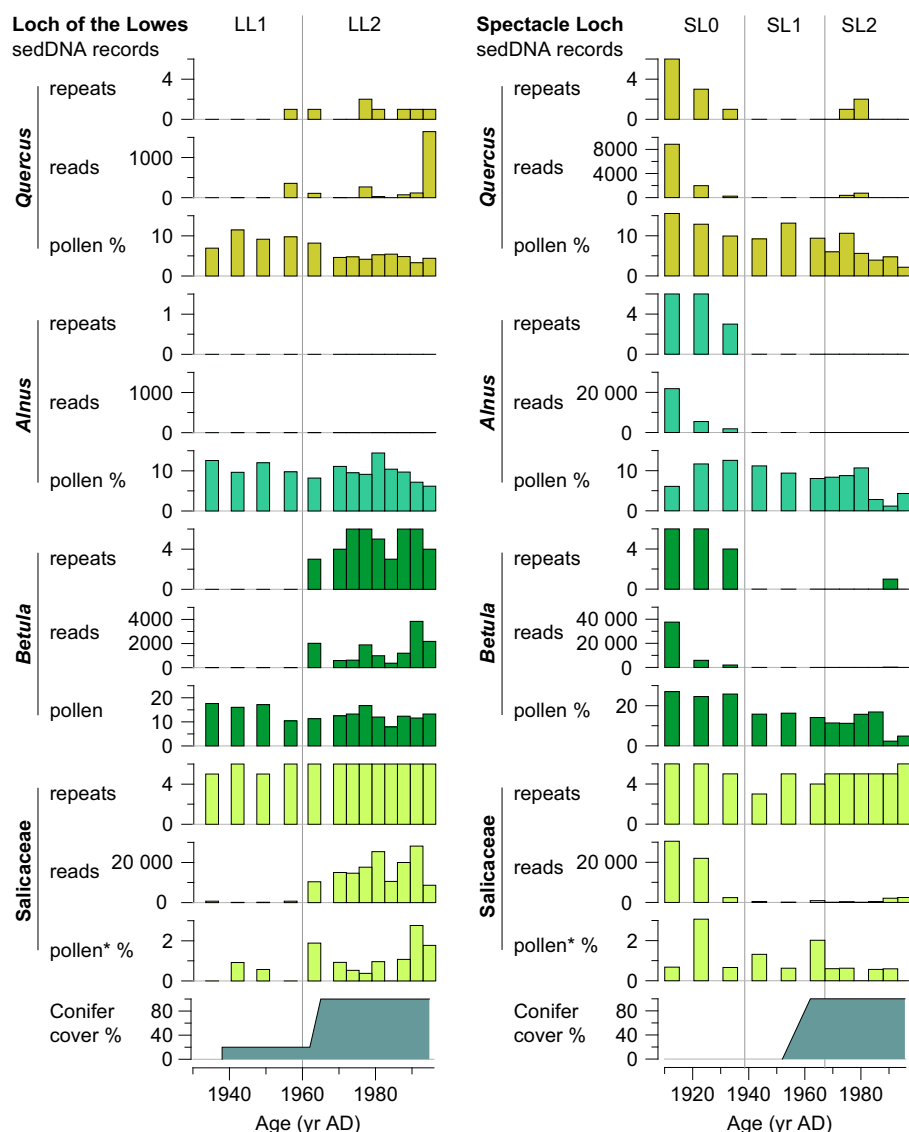 Loch of the Lowes
sedDNA records
LL1
LL2
Quercus
repeats
4
0
reads
1000
0
pollen %
10
0
Alnus
repeats
1
0
reads
1000
0
pollen %
10
0
Betula
repeats
4
0
reads
4000
2000
0
pollen
20
10
0
Salicaceae
repeats
4
0
reads
20 000
0
pollen* %
2
0
Conifer
cover %
80
40
0
1940
1960
1980
Age (yr AD)
Spectacle Loch
sedDNA records
SL0
SL1
SL2
Quercus
repeats
4
0
reads
8000
4000
0
pollen %
10
0
Alnus
repeats
4
0
reads
20 000
0
pollen %
10
0
Betula
repeats
4
0
reads
40 000
20 000
0
pollen %
20
0
Salicaceae
repeats
4
0
reads
20 000
0
pollen* %
2
0
Conifer
cover %
80
40
0
1920
1940
1960
1980
Age (yr AD)